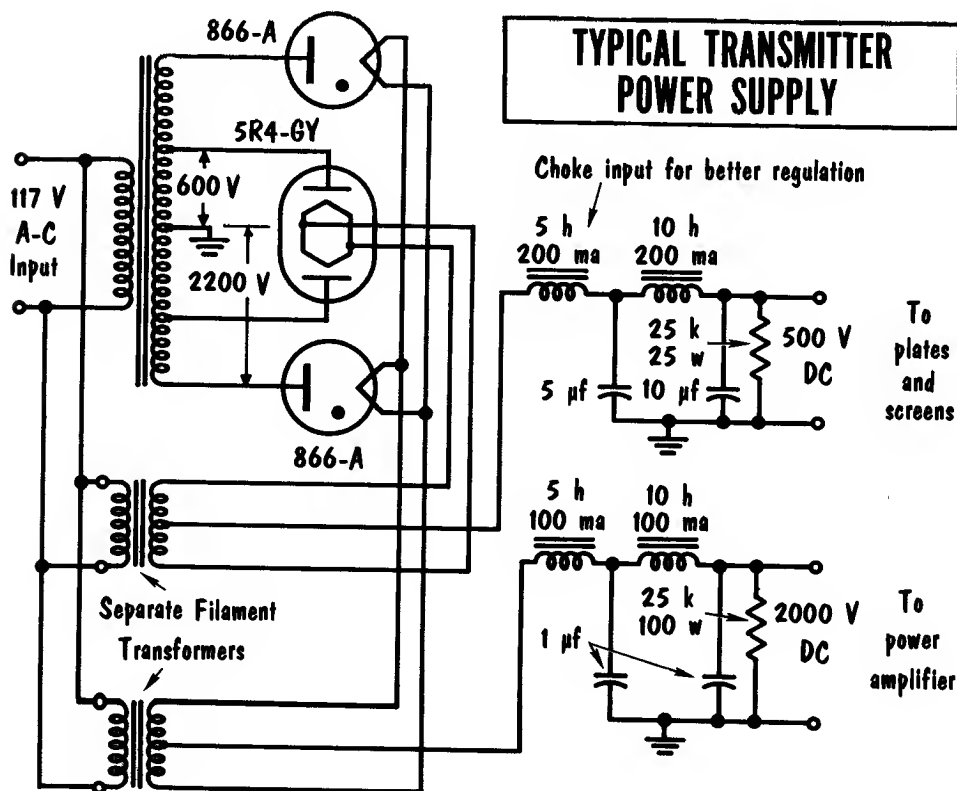 TYPICAL TRANSMITTER
POWER SUPPLY
866-A
5R4-GY
600 V
117 V
A-C
Input
2200 V
866-A
Separate Filament
Transformers
Choke input for better regulation
5 h
200 ma
10 h
200 ma
25 k
25 w
5 µf
10 µf
500 V
DC
To
plates
and
screens
5 h
100 ma
10 h
100 ma
25 k
100 w
1 µf
2000 V
DC
To
power
amplifier